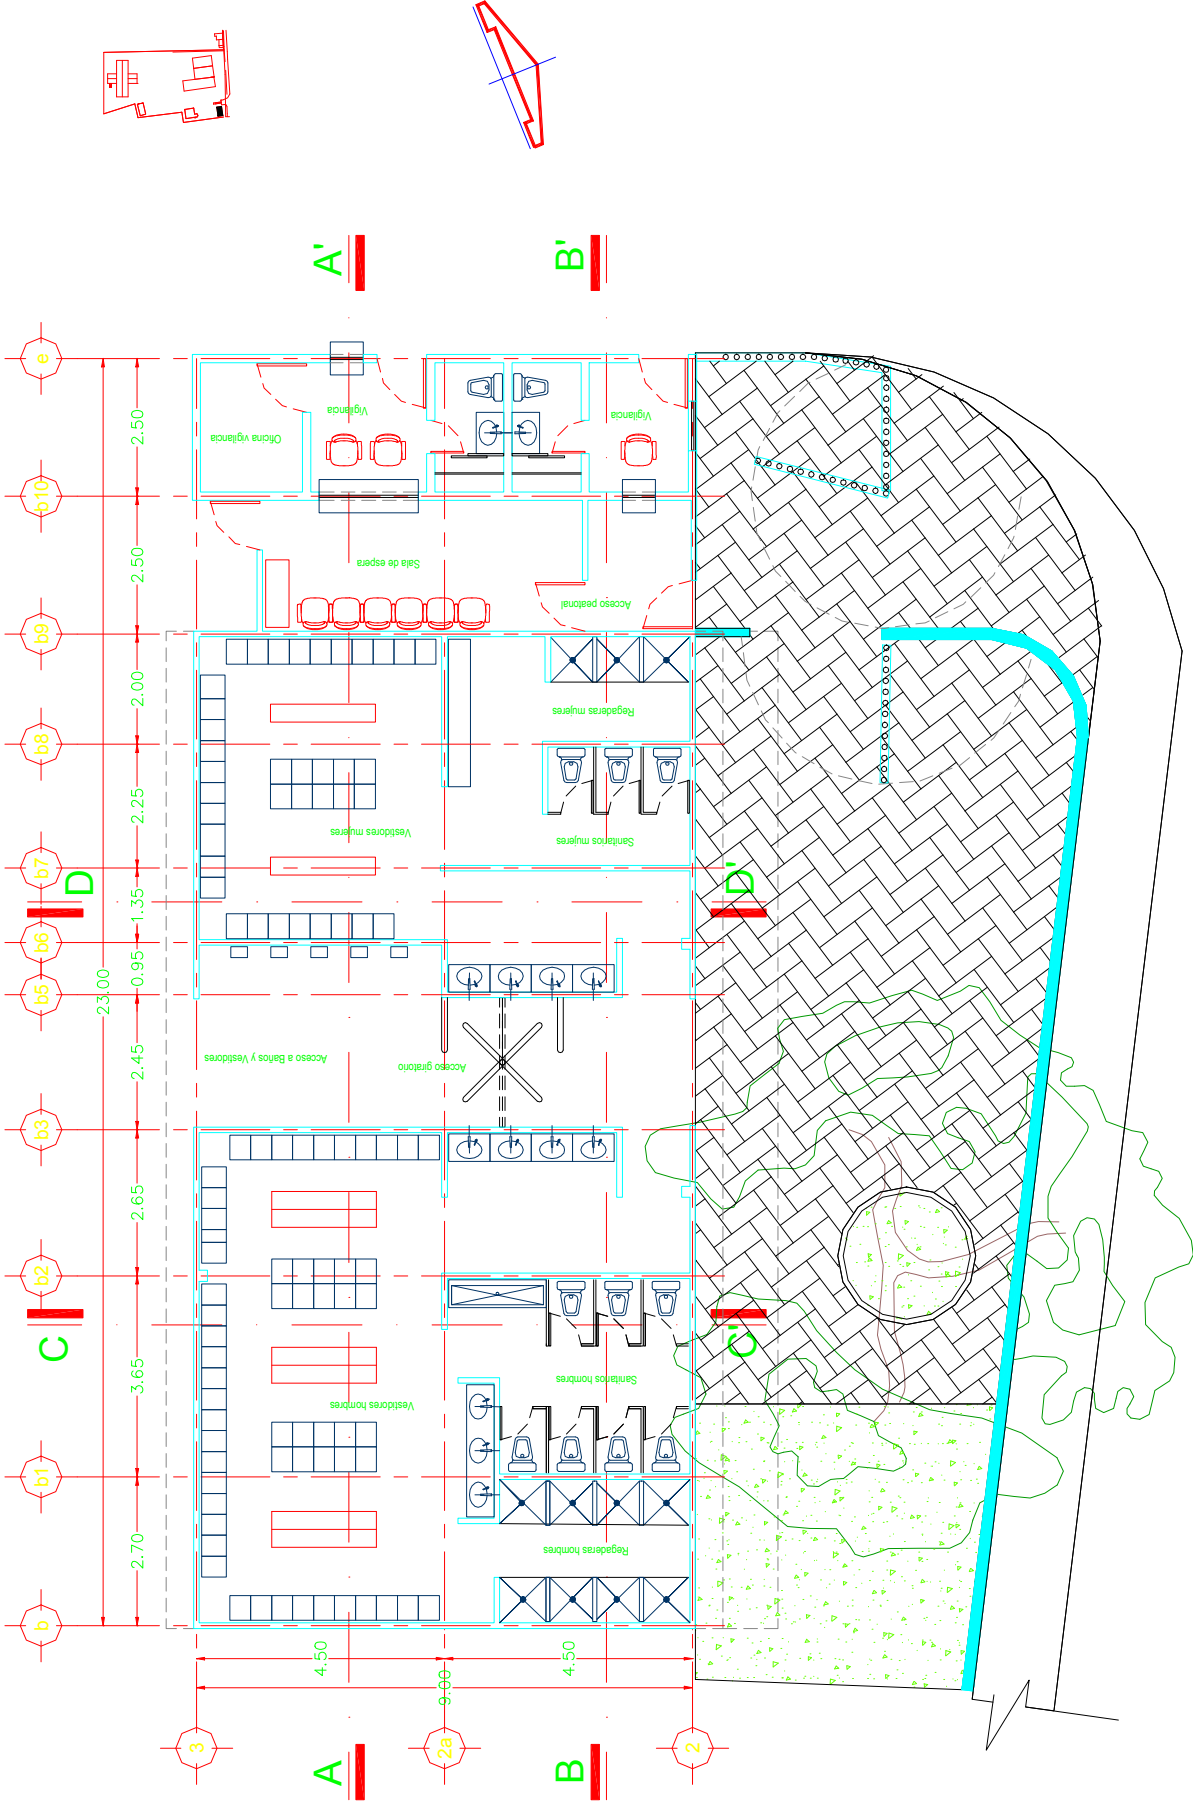 A'
B'
e
b10
b9
b8
b7
b6
b5
b3
b2
b1
b
2.50
2.50
2.00
2.25
1.35
0.95
2.45
2.65
3.65
2.70
23.00
D
D'
C
C'
Oficina vigilancia
Vigilancia
Vigilancia
Sala de espera
Acceso peatonal
Regaderas mujeres
Vestidores mujeres
Sanitarios mujeres
Acceso a Baños y Vestidores
Acceso giratorio
Sanitarios hombres
Vestidores hombres
Regaderas hombres
4.50
4.50
9.00
3
2a
2
A
B